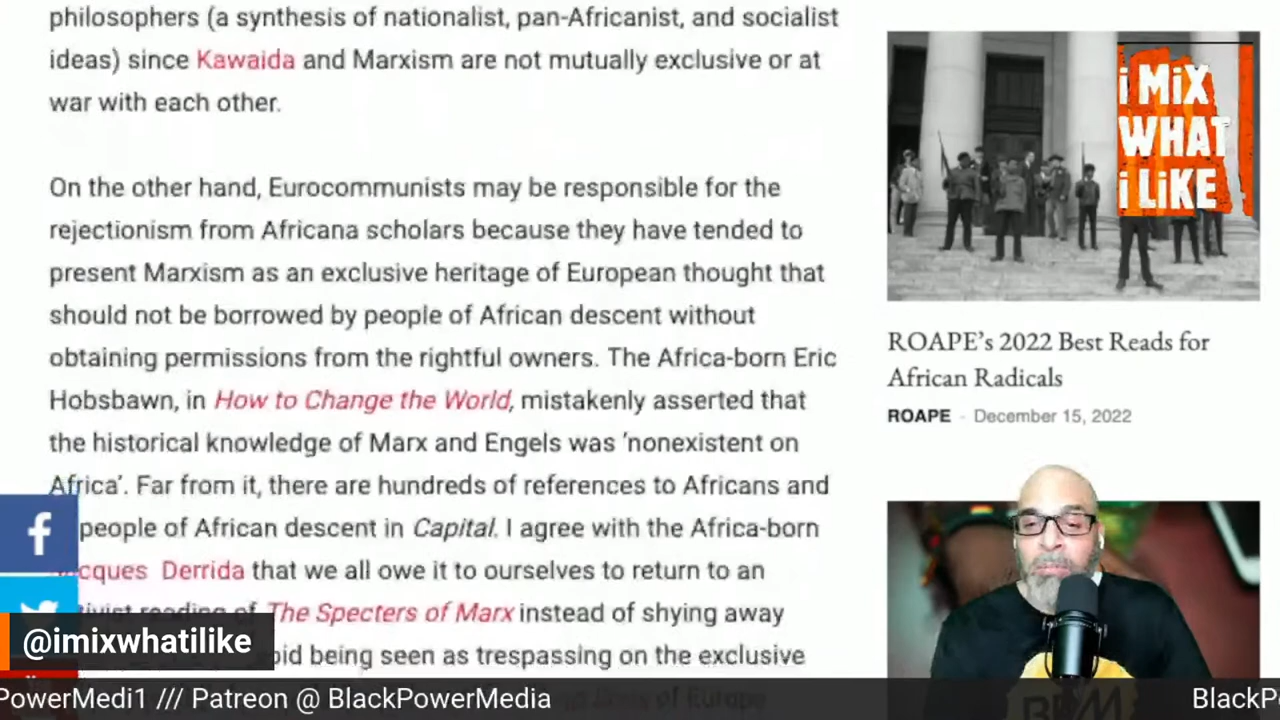 philosophers (a synthesis of nationalist, pan-Africanist, and socialist
ideas) since Kawaida and Marxism are not mutually exclusive or at
war with each other.
On the other hand, Eurocommunists may be responsible for the
rejectionism from Africana scholars because they have tended to
present Marxism as an exclusive heritage of European thought that
should not be borrowed by people of African descent without
obtaining permissions from the rightful owners. The Africa-born Eric
Hobsbawn, in How to Change the World, mistakenly asserted that
the historical knowledge of Marx and Engels was 'nonexistent on
Africa'. Far from it, there are hundreds of references to Africans and
people of African descent in Capital. I agree with the Africa-born
Derrida that we all owe it to ourselves to return to an
reading of The Specters of Marx instead of shying away
being seen as trespassing on the exclusive
of Europe
i MiX
WHAT
i LiKE
ROAPE's 2022 Best Reads for
African Radicals
ROAPE - December 15, 2022
f
@imixwhatilike
PowerMedi1 /// Patreon @ BlackPowerMedia
BlackP